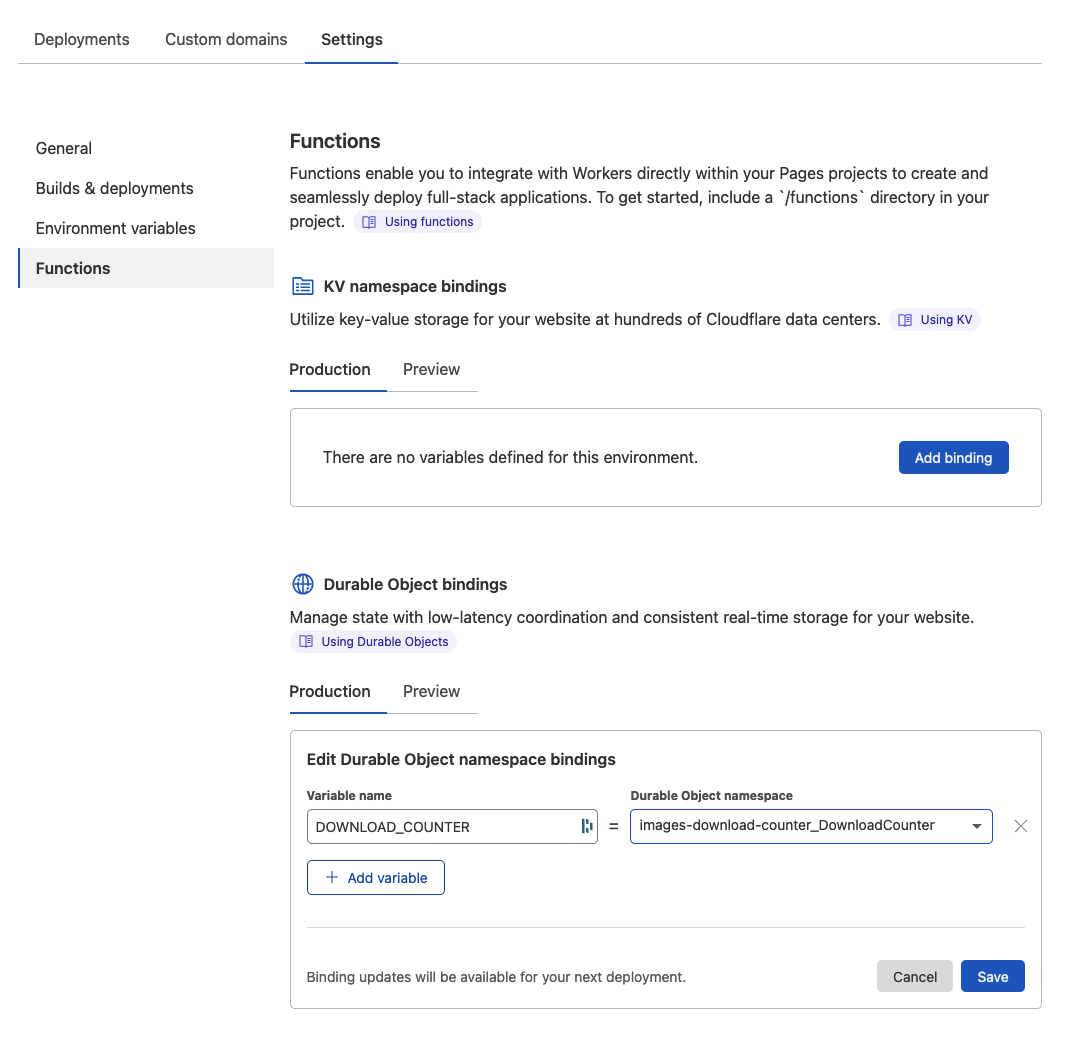 Deployments Custom domains Settings
General
Builds & deployments
Environment variables
Functions
Functions
Functions enable you to integrate with Workers directly within your Pages projects to create and
seamlessly deploy full-stack applications. To get started, include a `/functions` directory in your
project. Using functions
KV namespace bindings
Utilize key-value storage for your website at hundreds of Cloudflare data centers. Using KV
Production Preview
There are no variables defined for this environment. Add binding
Durable Object bindings
Manage state with low-latency coordination and consistent real-time storage for your website.
Using Durable Objects
Production Preview
Edit Durable Object namespace bindings
Variable name Durable Object namespace
DOWNLOAD_COUNTER = images-download-counter_DownloadCounter
+ Add variable
Binding updates will be available for your next deployment. Cancel Save